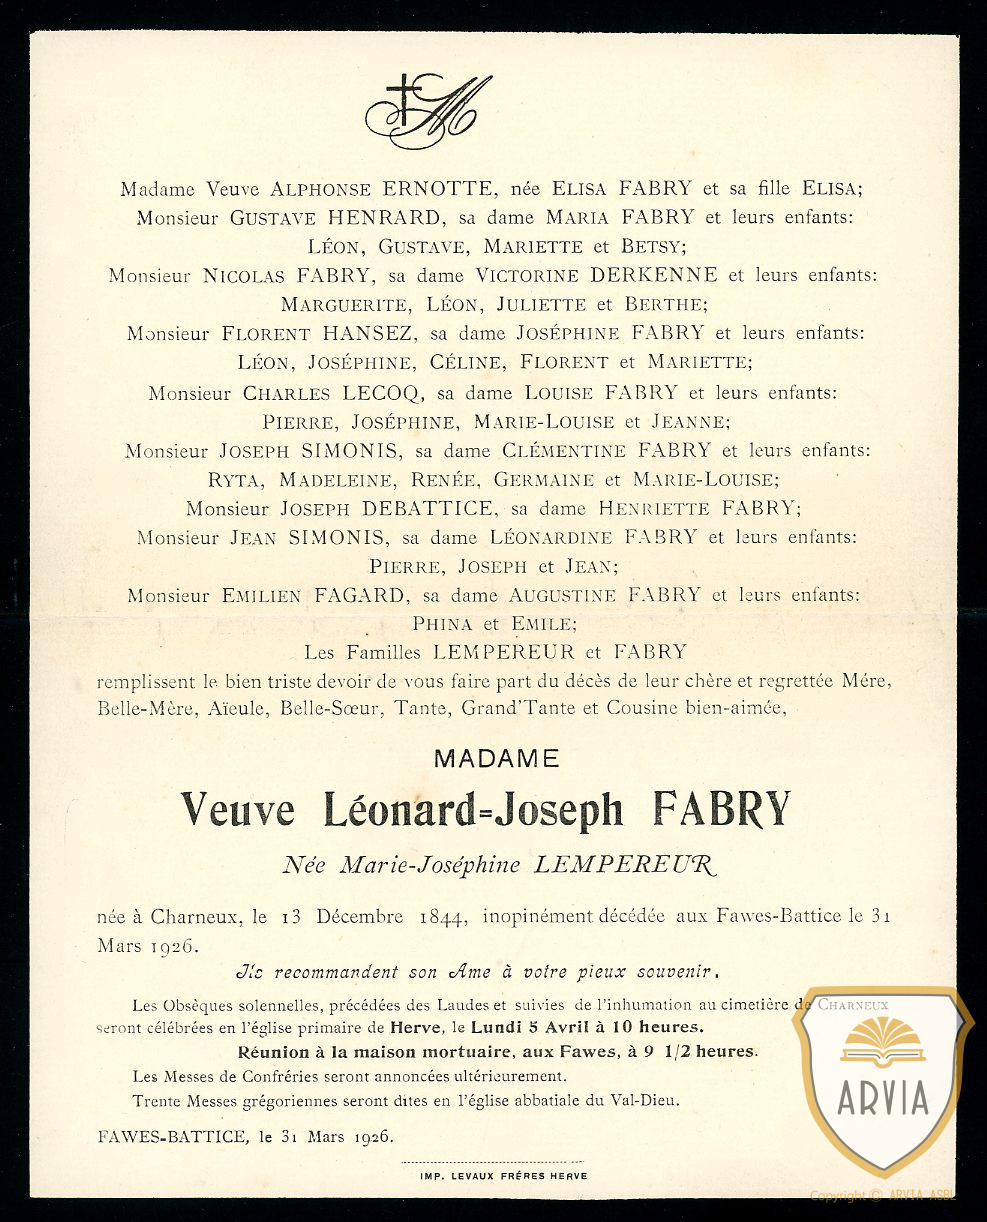 M
Madame Veuve ALPHONSE ERNOTTE, née ELISA FABRY et sa fille ELISA;
Monsieur GUSTAVE HENRARD, sa dame MARIA FABRY et leurs enfants:
LÉON, GUSTAVE, MARIETTE et BETSY;
Monsieur NICOLAS FABRY, sa dame VICTORINE DERKENNE et leurs enfants:
MARGUERITE, LÉON, JULIETTE et BERTHE;
Monsieur FLORENT HANSEZ, sa dame JOSÉPHINE FABRY et leurs enfants:
LÉON, JOSÉPHINE, CÉLINE, FLORENT et MARIETTE;
Monsieur CHARLES LECOQ, sa dame LOUISE FABRY et leurs enfants:
PIERRE, JOSÉPHINE, MARIE-LOUISE et JEANNE;
Monsieur JOSEPH SIMONIS, sa dame CLÉMENTINE FABRY et leurs enfants:
RYTA, MADELEINE, RENÉE, GERMAINE et MARIE-LOUISE;
Monsieur JOSEPH DEBATTICE, sa dame HENRIETTE FABRY;
Monsieur JEAN SIMONIS, sa dame LÉONARDINE FABRY et leurs enfants:
PIERRE, JOSEPH et JEAN;
Monsieur EMILIEN FAGARD, sa dame AUGUSTINE FABRY et leurs enfants:
PHINA et EMILE;
Les Familles LEMPEREUR et FABRY
remplissent le bien triste devoir de vous faire part du décès de leur chère et regrettée Mére,
Belle-Mère, Aïeule, Belle-Sœur, Tante, Grand'Tante et Cousine bien-aimée,
MADAME
Veuve Léonard=Joseph FABRY
Née Marie-Joséphine LEMPEREUR
née à Charneux, le 13 Décembre 1844, inopinément décédée aux Fawes-Battice le 31
Mars 1926.
Ils recommandent son Ame à votre pieux souvenir.
Les Obsèques solennelles, précédées des Laudes et suivies de l'inhumation au cimetière de CHARNEUX
seront célébrées en l'église primaire de Herve, le Lundi 5 Avril à 10 heures.
Réunion à la maison mortuaire, aux Fawes, à 9 1/2 heures.
Les Messes de Confréries seront annoncées ultérieurement.
Trente Messes grégoriennes seront dites en l'église abbatiale du Val-Dieu.
FAWES-BATTICE, le 31 Mars 1926.
IMP. LEVAUX FRÉRES HERVE
ARVIA
Copyright © ARVIA ASBL